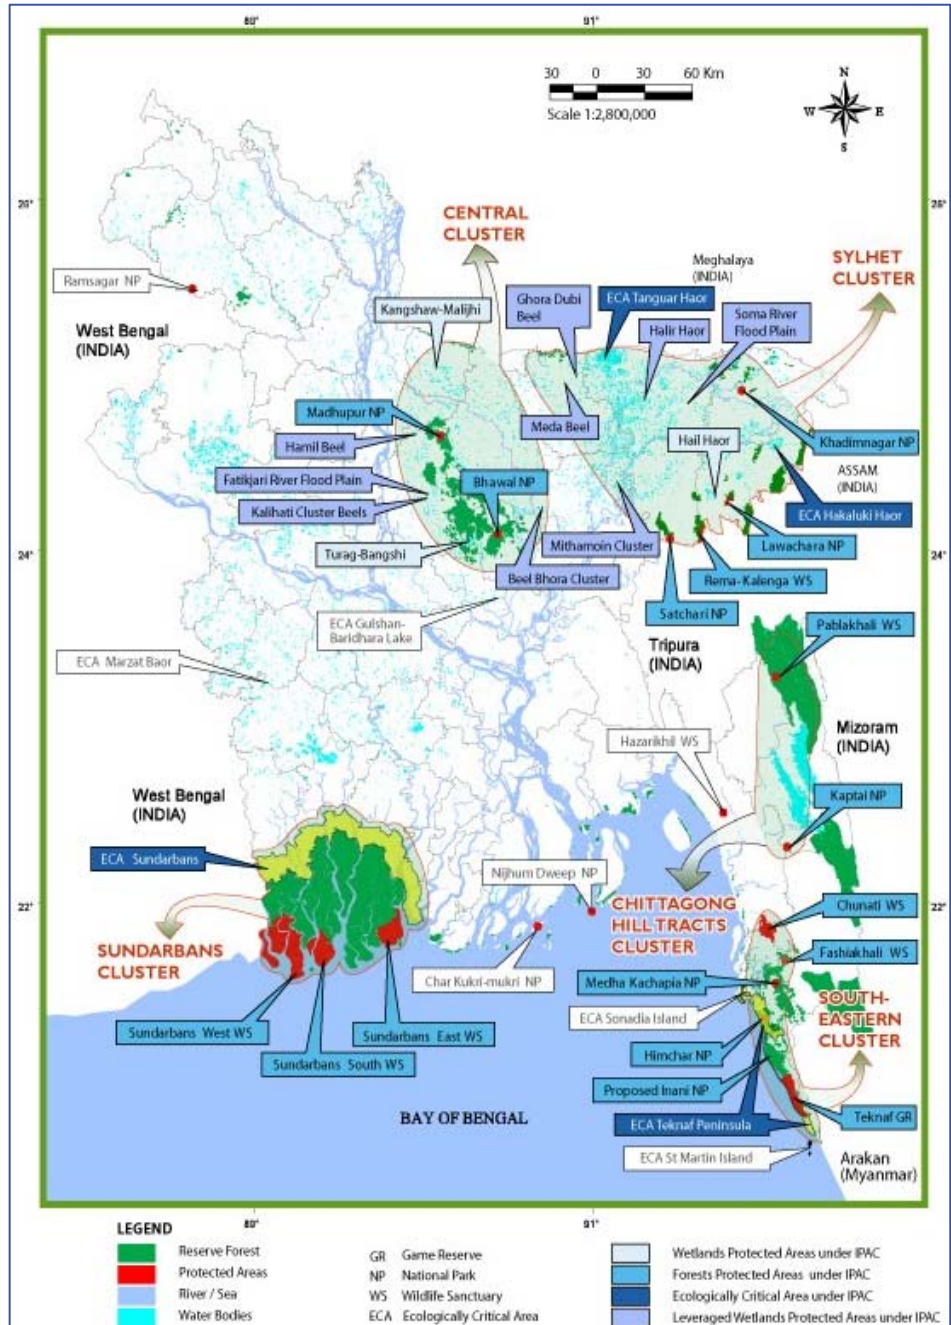 89°
91°
30 0 30 60 Km
Scale 1:2,800,000
N
W E
S
26°
26°
CENTRAL
CLUSTER
Meghalaya
(INDIA)
SYLHET
CLUSTER
Ramsagar NP
Kangshaw-Malijhi
Ghora Dubi
Beel
ECA Tanguar Haor
Halir Haor
Soma River
Flood Plain
West Bengal
(INDIA)
Madhupur NP
Hamil Beel
Meda Beel
Hail Haor
Khadimnagar NP
ASSAM
(INDIA)
Fatikjari River Flood Plain
Bhawal NP
Kalihati Cluster Beels
ECA Hakaluki Haor
24°
24°
Turag-Bangshi
Mithamoin Cluster
Lawachara NP
Beel Bhora Cluster
Rema-Kalenga WS
Satchari NP
ECA Gulshan-
Baridhara Lake
Tripura
(INDIA)
Pablakhali WS
ECA Marzat Baor
Mizoram
(INDIA)
Hazarikhil WS
West Bengal
(INDIA)
Kaptai NP
ECA Sundarbans
Nijhum Dweep NP
22°
22°
CHITTAGONG
HILL TRACTS
CLUSTER
Chunati WS
SUNDARBANS
CLUSTER
Fashiakhali WS
Char Kukri-mukri NP
Medha Kachapia NP
SOUTH-
EASTERN
CLUSTER
ECA Sonadia Island
Sundarbans West WS
Sundarbans East WS
Sundarbans South WS
Himchar NP
Proposed Inani NP
BAY OF BENGAL
ECA Teknaf Peninsula
Teknaf GR
ECA St Martin Island
Arakan
(Myanmar)
89°
91°
LEGEND
Reserve Forest
Protected Areas
River / Sea
Water Bodies
GR Game Reserve
NP National Park
WS Wildlife Sanctuary
ECA Ecologically Critical Area
Wetlands Protected Areas under IPAC
Forests Protected Areas under IPAC
Ecologically Critical Area under IPAC
Leveraged Wetlands Protected Areas under IPAC